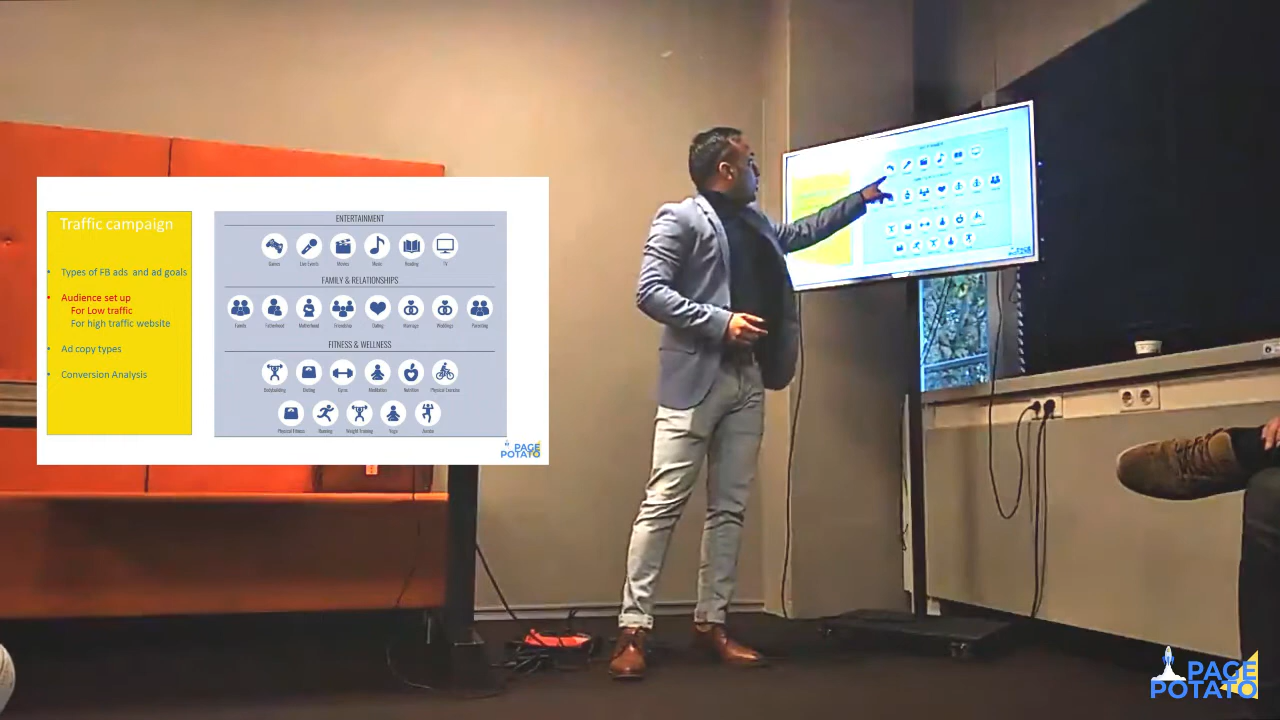 Traffic campaign
Types of FB ads and ad goals
Audience set up
For Low traffic
For high traffic website
Ad copy types
Conversion Analysis
ENTERTAINMENT
Games Live Events Movies Music Reading TV
FAMILY & RELATIONSHIPS
Family Fatherhood Motherhood Friendship Dating Marriage Weddings Parenting
FITNESS & WELLNESS
Bodybuilding Dieting Gyms Meditation Nutrition Physical Exercise
Physical Fitness Running Weight Training Yoga Zumba
PAGE
POTATO
PAGE
POTATO